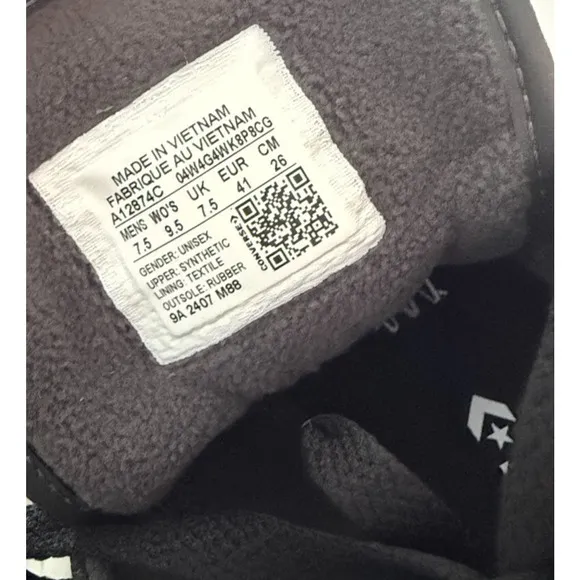 MADE IN VIETNAM
FABRIQUE AU VIETNAM
A12874C 04W4G4WK8P8CG
MENS WO'S UK EUR CM
7.5 9.5 7.5 41 26
GENDER: UNISEX
UPPER: SYNTHETIC
LINING: TEXTILE
OUTSOLE: RUBBER
9A 2407 M88
CONVERSE